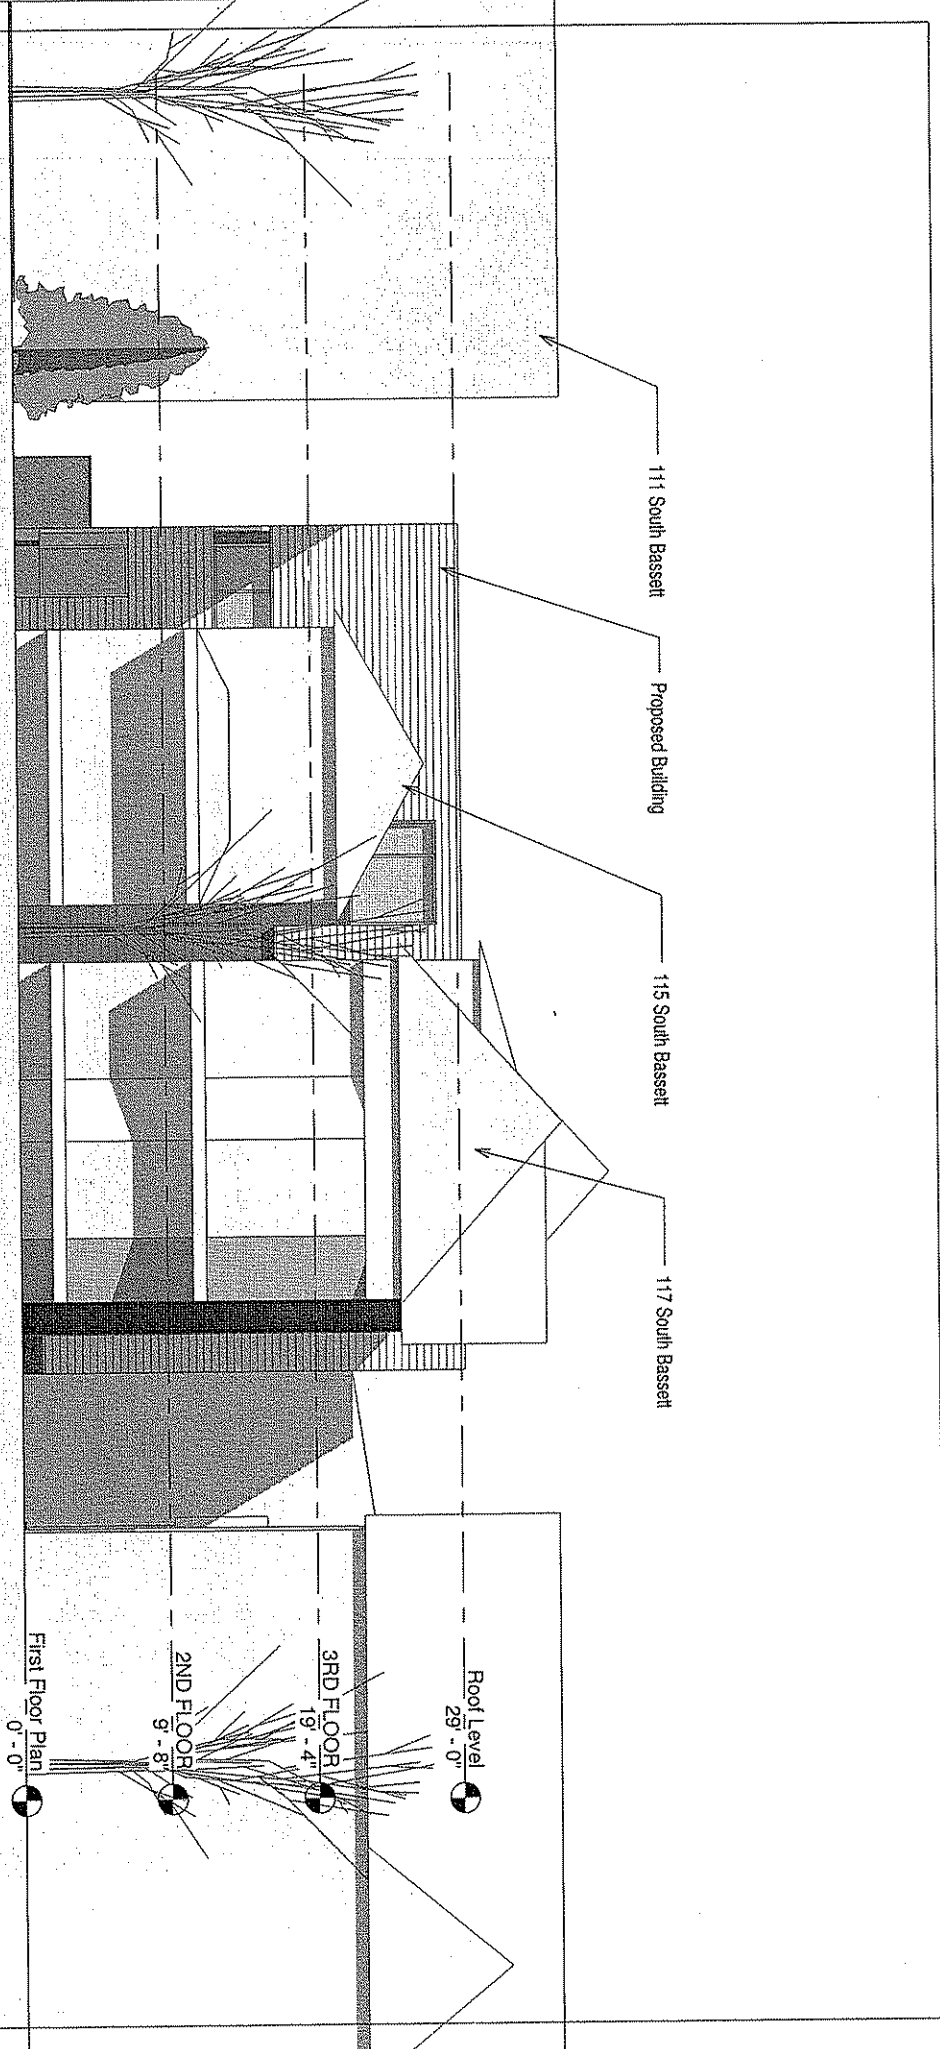 111 South Bassett
Proposed Building
115 South Bassett
117 South Bassett
Roof Level
29' - 0"
3RD FLOOR
19' - 4"
2ND FLOOR
9' - 8"
First Floor Plan
0' - 0"